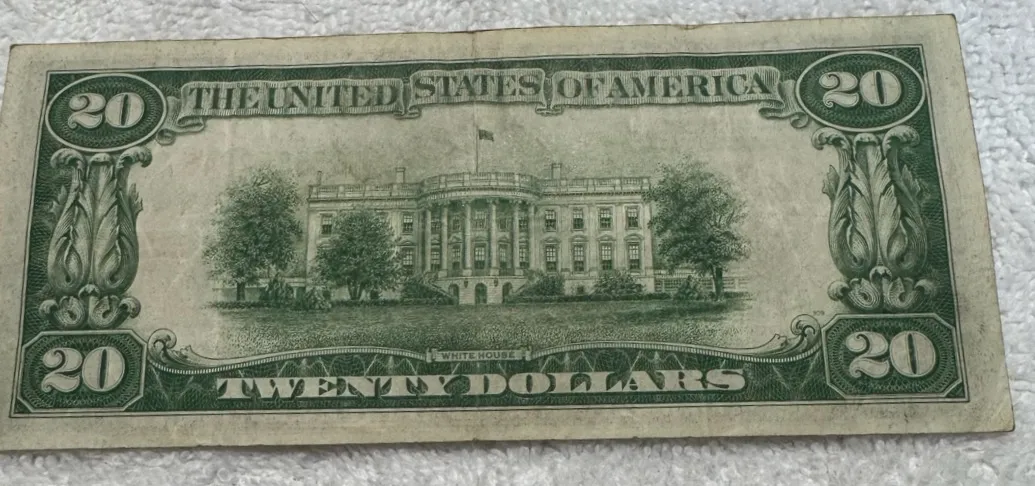 20 THE UNITED STATES OF AMERICA 20
20 WHITE HOUSE 20
TWENTY DOLLARS